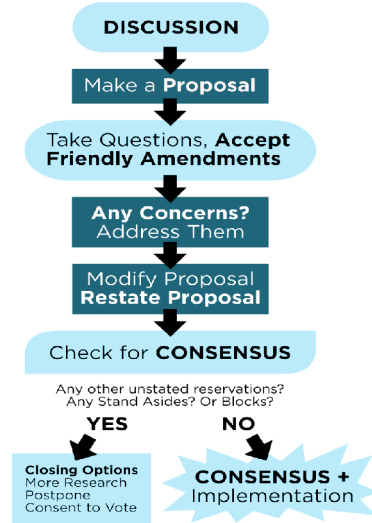 DISCUSSION
Make a Proposal
Take Questions, Accept
Friendly Amendments
Any Concerns?
Address Them
Modify Proposal
Restate Proposal
Check for CONSENSUS
Any other unstated reservations?
Any Stand Asides? Or Blocks?
YES
NO
Closing Options
More Research
Postpone
Consent to Vote
CONSENSUS +
Implementation